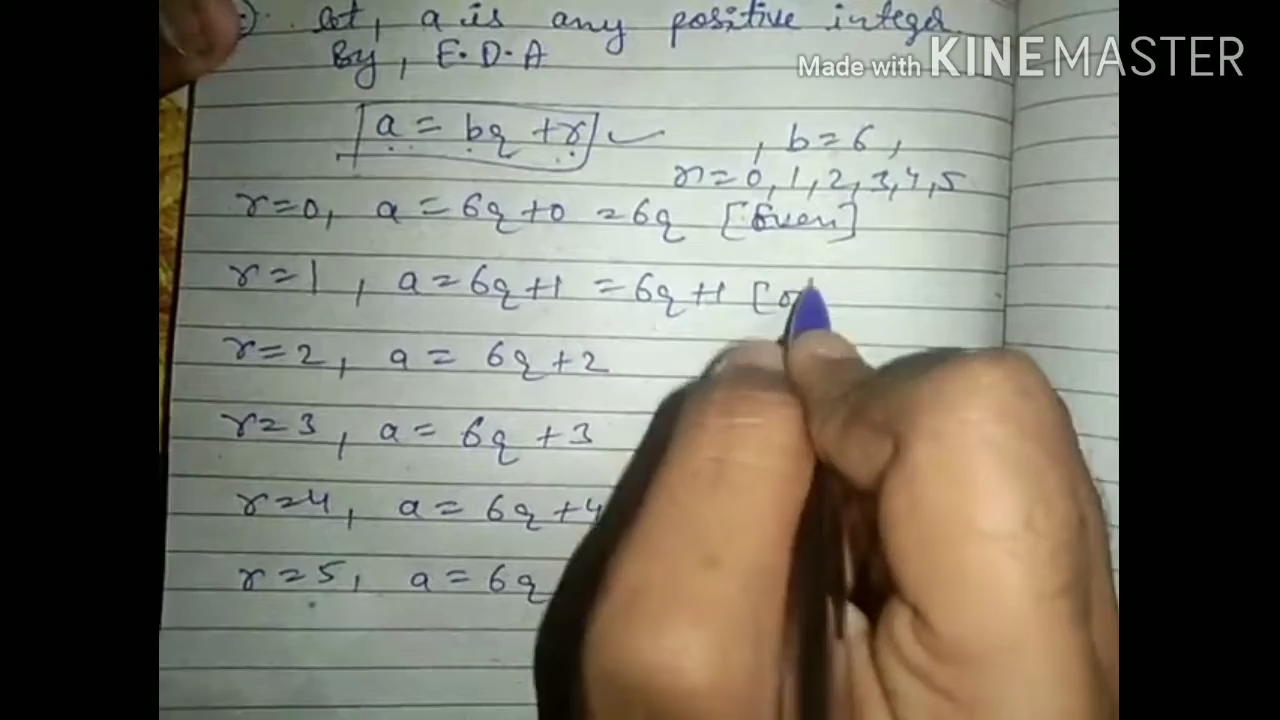 let, a is any positive integer.
Made with KINEMASTER
By, E.D.A
a = bq + r
, b = 6,
r = 0, 1, 2, 3, 4, 5
r = 0, a = 6q + 0 = 6q [Even]
r = 1, a = 6q + 1 = 6q + 1 [o
r = 2, a = 6q + 2
r = 3, a = 6q + 3
r = 4, a = 6q + 4
r = 5, a = 6q